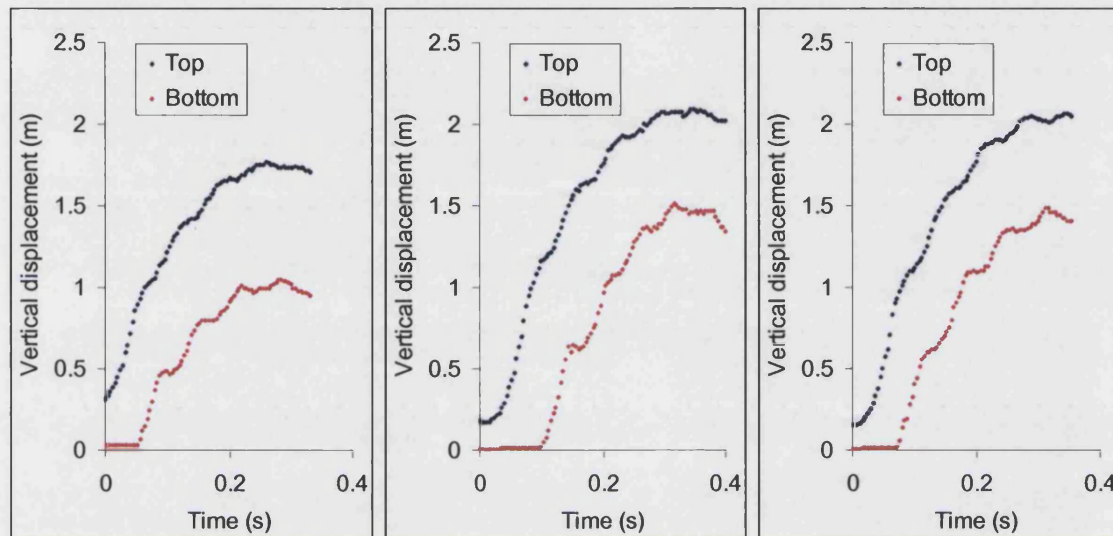 2.5
2
1.5
1
0.5
0
0
0.2
0.4
Vertical displacement (m)
Time (s)
Top
Bottom
2.5
2
1.5
1
0.5
0
0
0.2
0.4
Vertical displacement (m)
Time (s)
Top
Bottom
2.5
2
1.5
1
0.5
0
0
0.2
0.4
Vertical displacement (m)
Time (s)
Top
Bottom